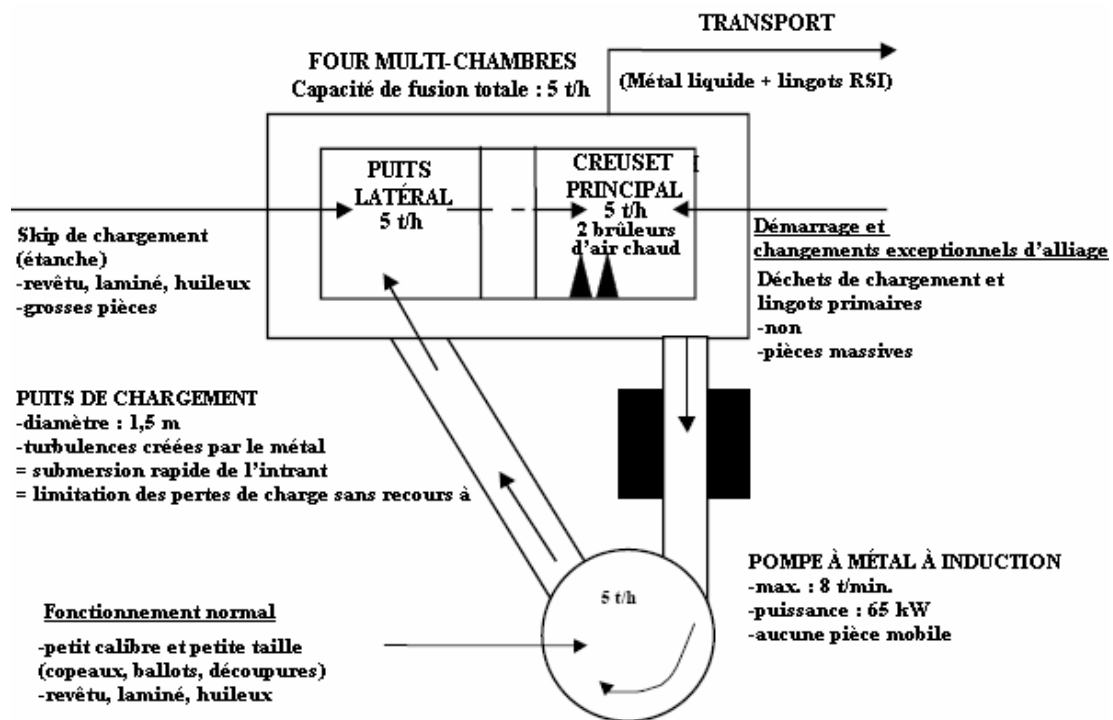 TRANSPORT
(Métal liquide + lingots RSI)
FOUR MULTI-CHAMBRES
Capacité de fusion totale : 5 t/h
PUITS
LATÉRAL
5 t/h
CREUSET
PRINCIPAL
5 t/h
2 brûleurs
d’air chaud
Skip de chargement
(étanche)
-revêtu, laminé, huileux
-grosses pièces
Démarrage et
changements exceptionnels d’alliage
Déchets de chargement et
lingots primaires
-non
-pièces massives
PUITS DE CHARGEMENT
-diamètre : 1,5 m
-turbulences créées par le métal
= submersion rapide de l’intrant
= limitation des pertes de charge sans recours à
POMPE À MÉTAL À INDUCTION
-max. : 8 t/min.
-puissance : 65 kW
-aucune pièce mobile
5 t/h
Fonctionnement normal
-petit calibre et petite taille
(copeaux, ballots, découpures)
-revêtu, laminé, huileux